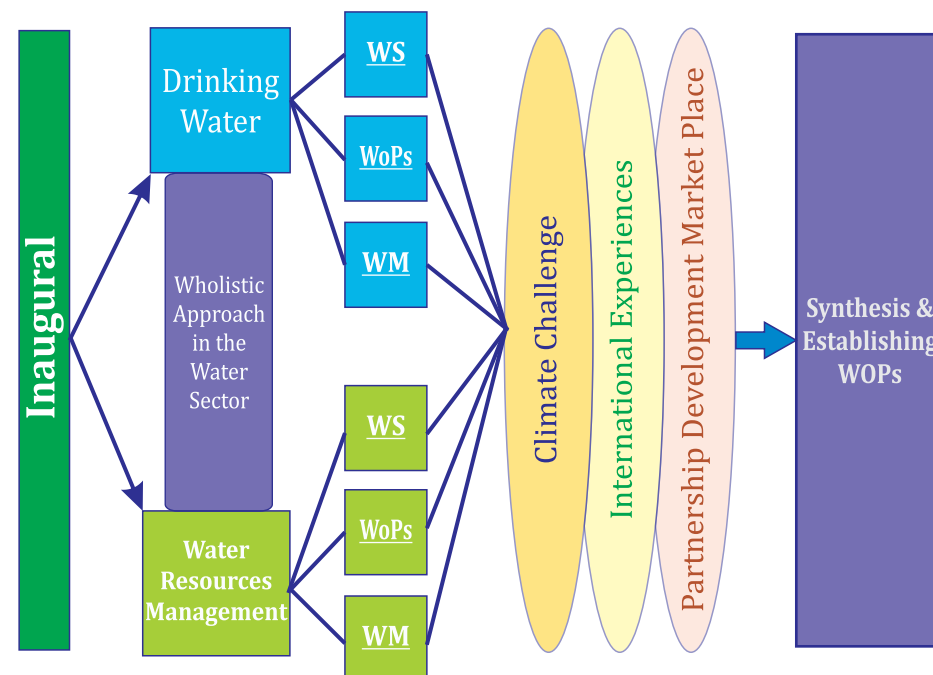 Inaugural
Drinking
Water
Wholistic
Approach
in the
Water
Sector
Water
Resources
Management
WS
WoPs
WM
WS
WoPs
WM
Climate Challenge
International Experiences
Partnership Development Market Place
Synthesis &
Establishing
WOPs